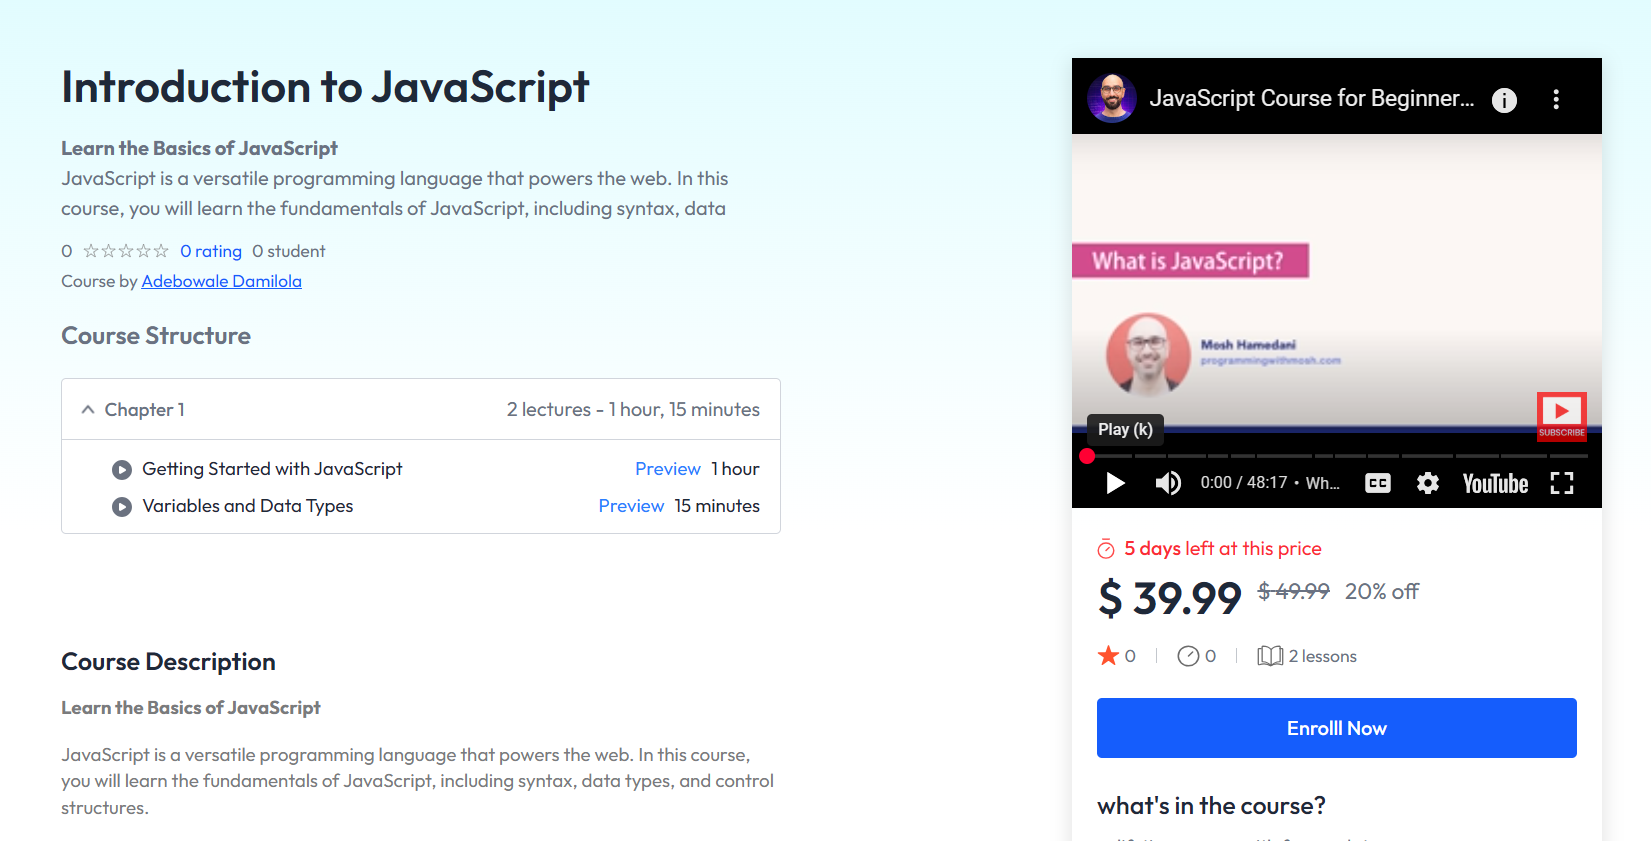 Introduction to JavaScript
Learn the Basics of JavaScript
JavaScript is a versatile programming language that powers the web. In this
course, you will learn the fundamentals of JavaScript, including syntax, data
0 ☆☆☆☆☆ 0 rating 0 student
Course by Adebowale Damilola
Course Structure
Chapter 1 2 lectures - 1 hour, 15 minutes
Getting Started with JavaScript Preview 1 hour
Variables and Data Types Preview 15 minutes
Course Description
Learn the Basics of JavaScript
JavaScript is a versatile programming language that powers the web. In this course,
you will learn the fundamentals of JavaScript, including syntax, data types, and control
structures.
JavaScript Course for Beginner...
What is JavaScript?
Mosh Hamedani
programmingwithmosh.com
SUBSCRIBE
Play (k)
0:00 / 48:17 • Wh... CC YouTube
5 days left at this price
$ 39.99 $ 49.99 20% off
0 0 2 lessons
Enrolll Now
what's in the course?